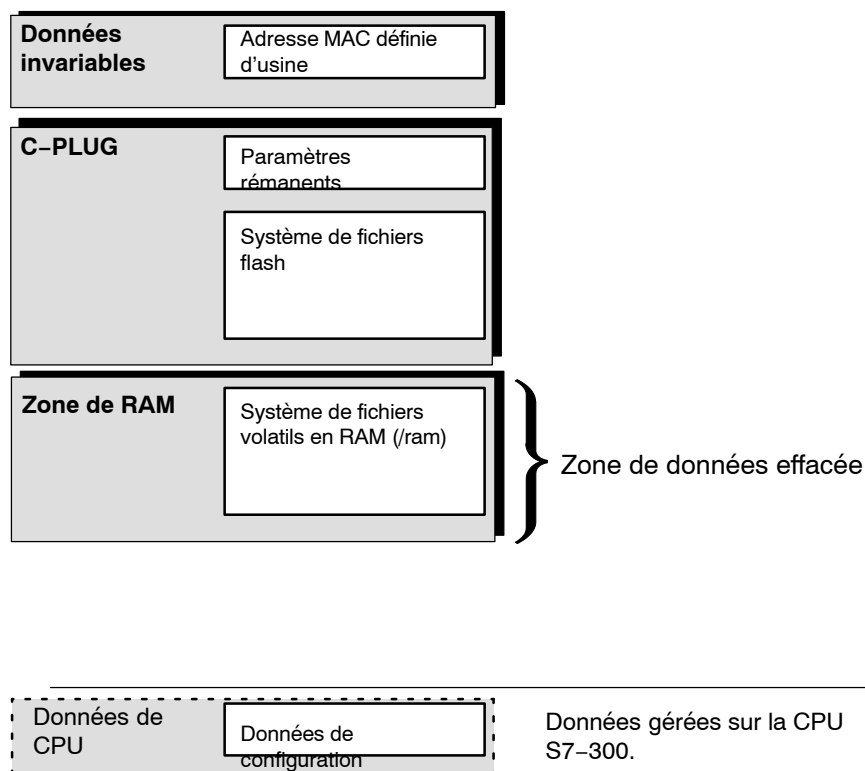 Données
invariables
Adresse MAC définie
d'usine
C–PLUG
Paramètres
rémanents
Système de fichiers
flash
Zone de RAM
Système de fichiers
volatils en RAM (/ram)
Zone de données effacée
Données de
CPU
Données de
configuration
Données gérées sur la CPU
S7–300.